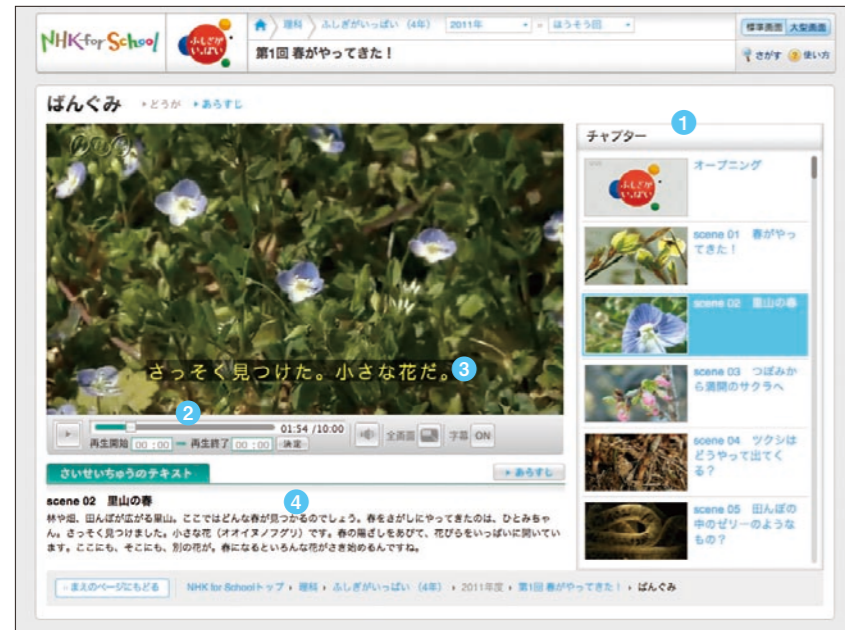 NHK for School
ふしぎが
いっぱい
理科 ふしぎがいっぱい（4年） 2011年 ほうそう回
標準画面 大型画面
第1回 春がやってきた！
さがす ? 使い方
ばんぐみ どうが あらすじ
NHK
1
チャプター
オープニング
ふしぎが
いっぱい
scene 01 春がやっ
てきた！
scene 02 里山の春
さっそく見つけた。小さな花だ。
3
scene 03 つぼみか
ら満開のサクラへ
2
01:54 /10:00
再生開始 00:00 再生終了 00:00 決定
全画面 字幕 ON
scene 04 ツクシは
どうやって出てく
る？
さいせいちゅうのテキスト
あらすじ
scene 02 里山の春
4
林や畑、田んぼが広がる里山。ここではどんな春が見つかるのでしょう。春をさがしにやってきたのは、ひとみちゃ
ん。さっそく見つけました。小さな花（オオイヌノフグリ）です。春の陽ざしをあびて、花びらをいっぱいに開いてい
ます。ここにも、そこにも、別の花が。春になるといろんな花がさき始めるんですね。
scene 05 田んぼの
中のゼリーのような
もの？
まえのページにもどる
NHK for Schoolトップ 理科 ふしぎがいっぱい（4年） 2011年度 第1回 春がやってきた！ ばんぐみ